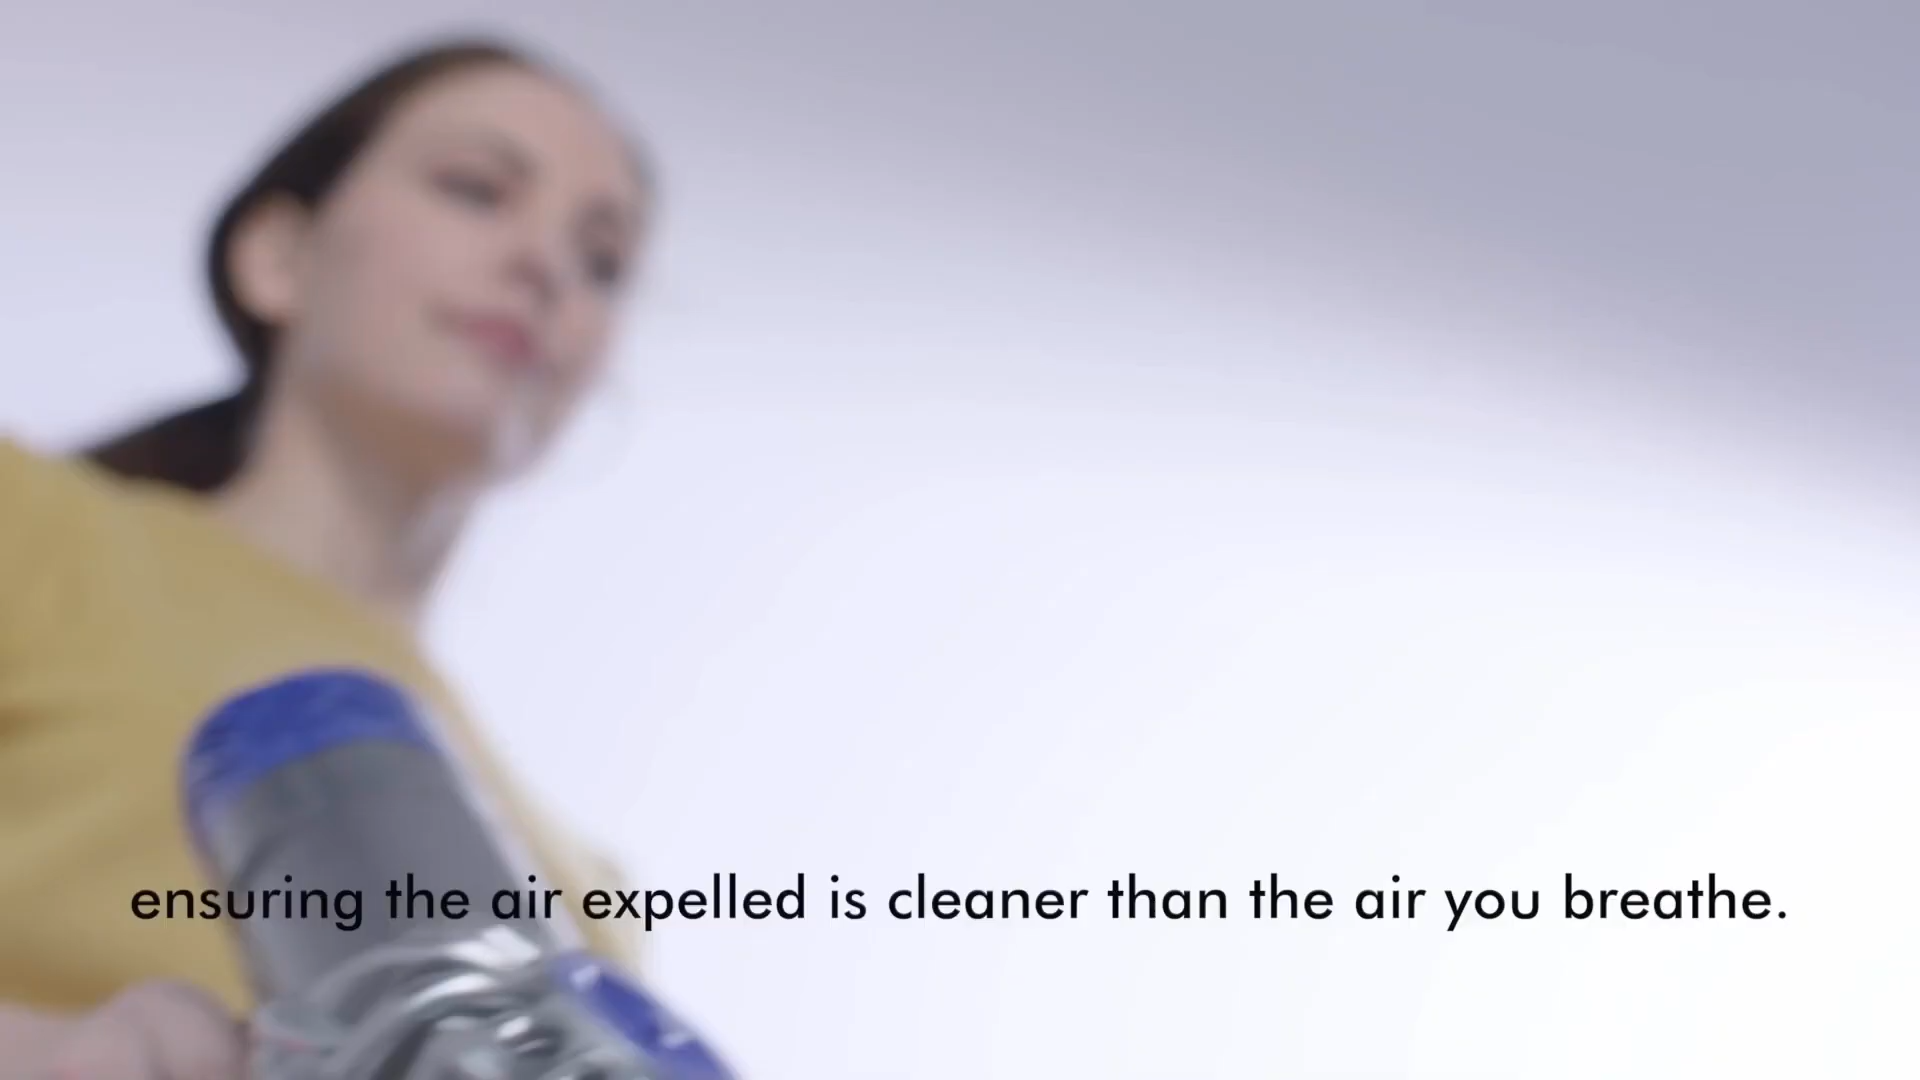 ensuring the air expelled is cleaner than the air you breathe.